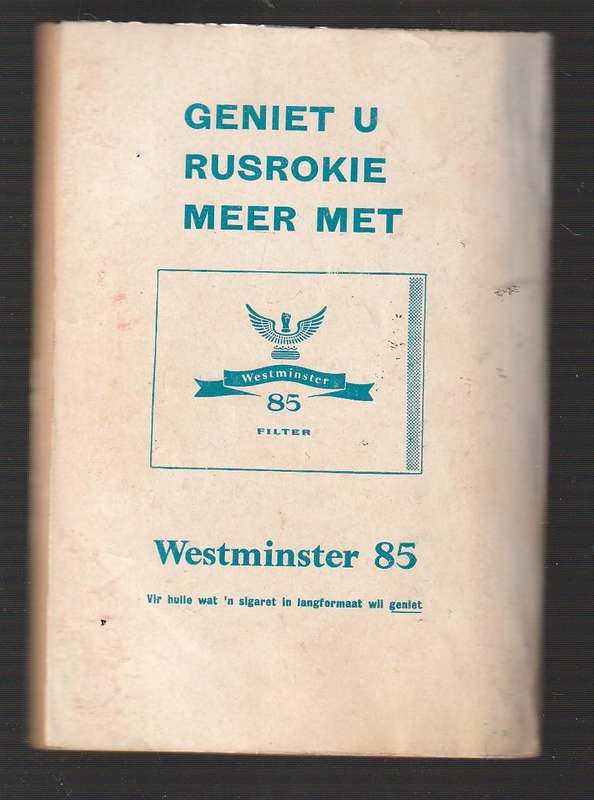 GENIET U
RUSROKIE
MEER MET
Westminster
85
FILTER
Westminster 85
Vir hulle wat 'n sigaret in langformaat wil geniet